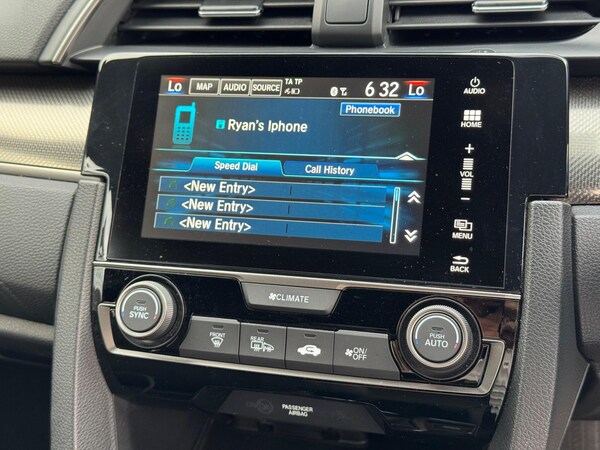 Lo MAP AUDIO SOURCE TA TP 6 32 Lo
Phonebook
Ryan's Iphone
Speed Dial Call History
<New Entry>
<New Entry>
<New Entry>
AUDIO
HOME
+
VOL
−
MENU
BACK
CLIMATE
PUSH
SYNC
FRONT
REAR
ON/
OFF
PUSH
AUTO
PASSENGER
AIRBAG